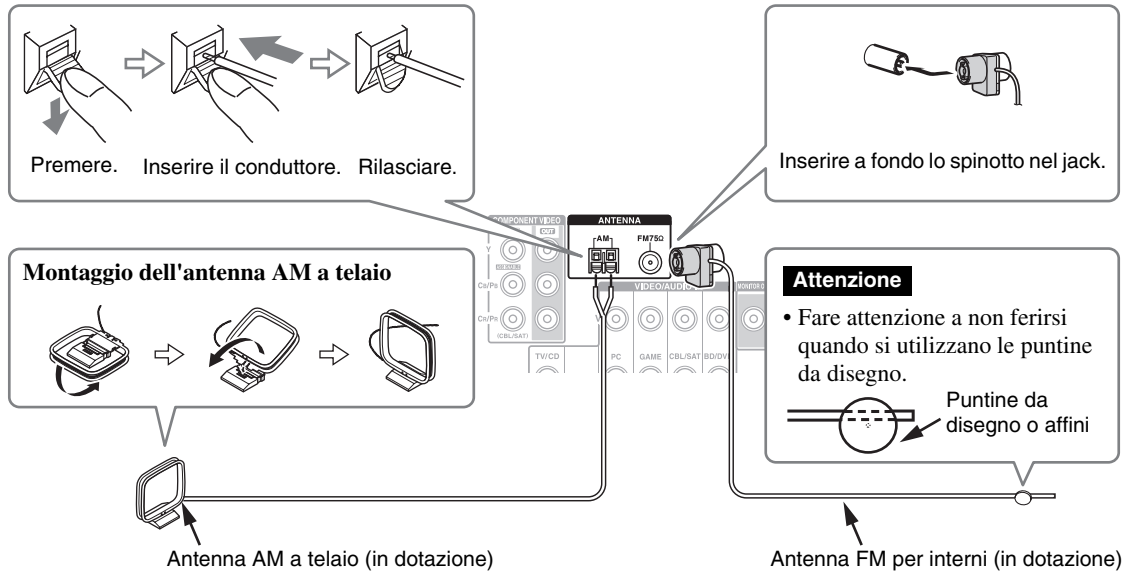 Premere.
Inserire il conduttore.
Rilasciare.
Inserire a fondo lo spinotto nel jack.
COMPONENT VIDEO
OUT
Y
CB/PB
CR/PR
(CBL/SAT)
ANTENNA
AM
FM75Ω
VIDEO/AUDIO
V
TV/CD
PC
GAME
CBL/SAT
Montaggio dell'antenna AM a telaio
Attenzione
• Fare attenzione a non ferirsi
quando si utilizzano le puntine
da disegno.
Puntine da
disegno o affini
Antenna AM a telaio (in dotazione)
Antenna FM per interni (in dotazione)